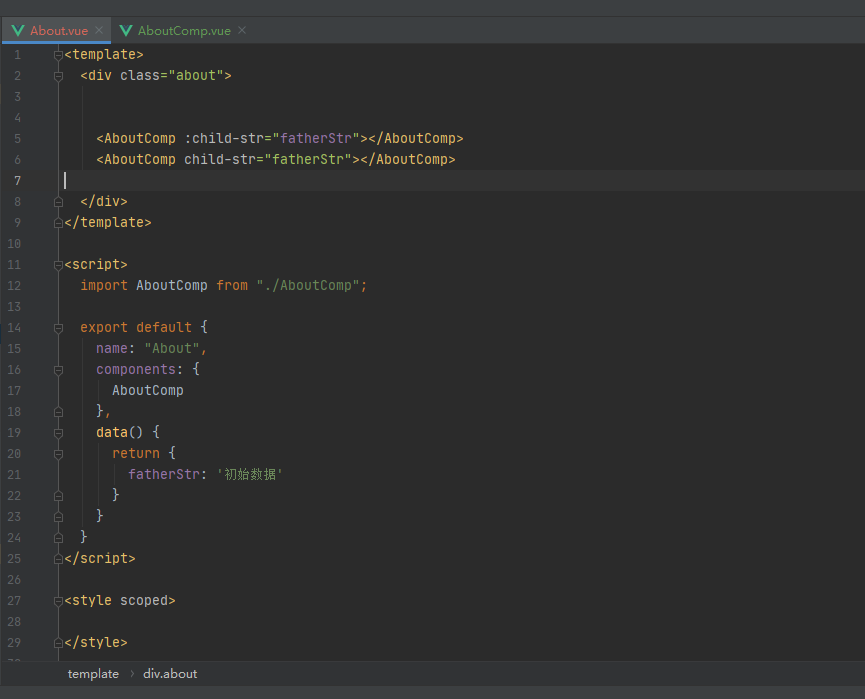 About.vue AboutComp.vue
1 <template>
2 <div class="about">
3
4
5 <AboutComp :child-str="fatherStr"></AboutComp>
6 <AboutComp child-str="fatherStr"></AboutComp>
7
8 </div>
9 </template>
10
11 <script>
12 import AboutComp from "./AboutComp";
13
14 export default {
15 name: "About",
16 components: {
17 AboutComp
18 },
19 data() {
20 return {
21 fatherStr: '初始数据'
22 }
23 }
24 }
25 </script>
26
27 <style scoped>
28
29 </style>
template › div.about